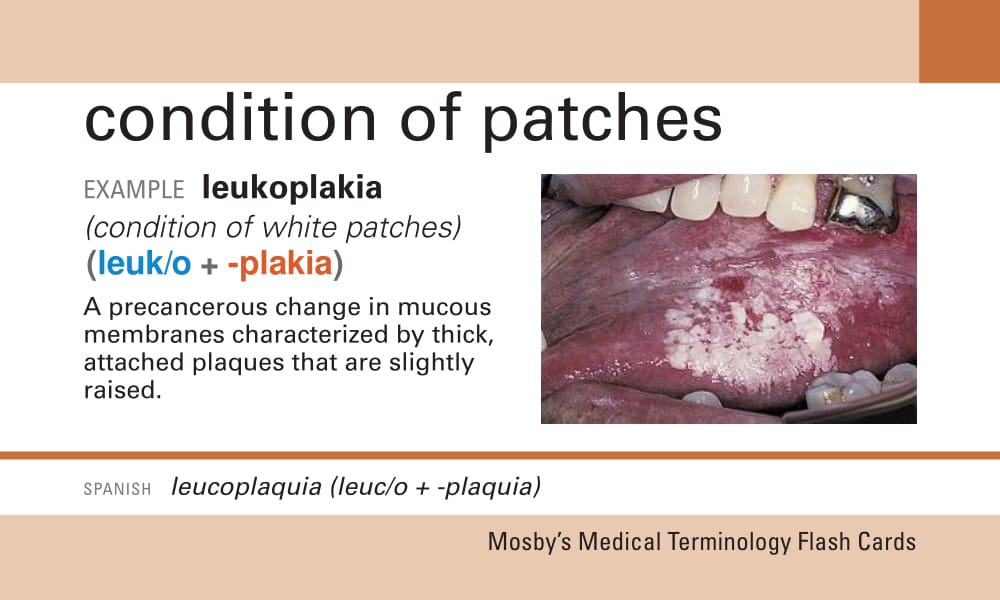 condition of patches
EXAMPLE leukoplakia
(condition of white patches)
(leuk/o + -plakia)
A precancerous change in mucous
membranes characterized by thick,
attached plaques that are slightly
raised.
SPANISH leucoplaquia (leuc/o + -plaquia)
Mosby's Medical Terminology Flash Cards